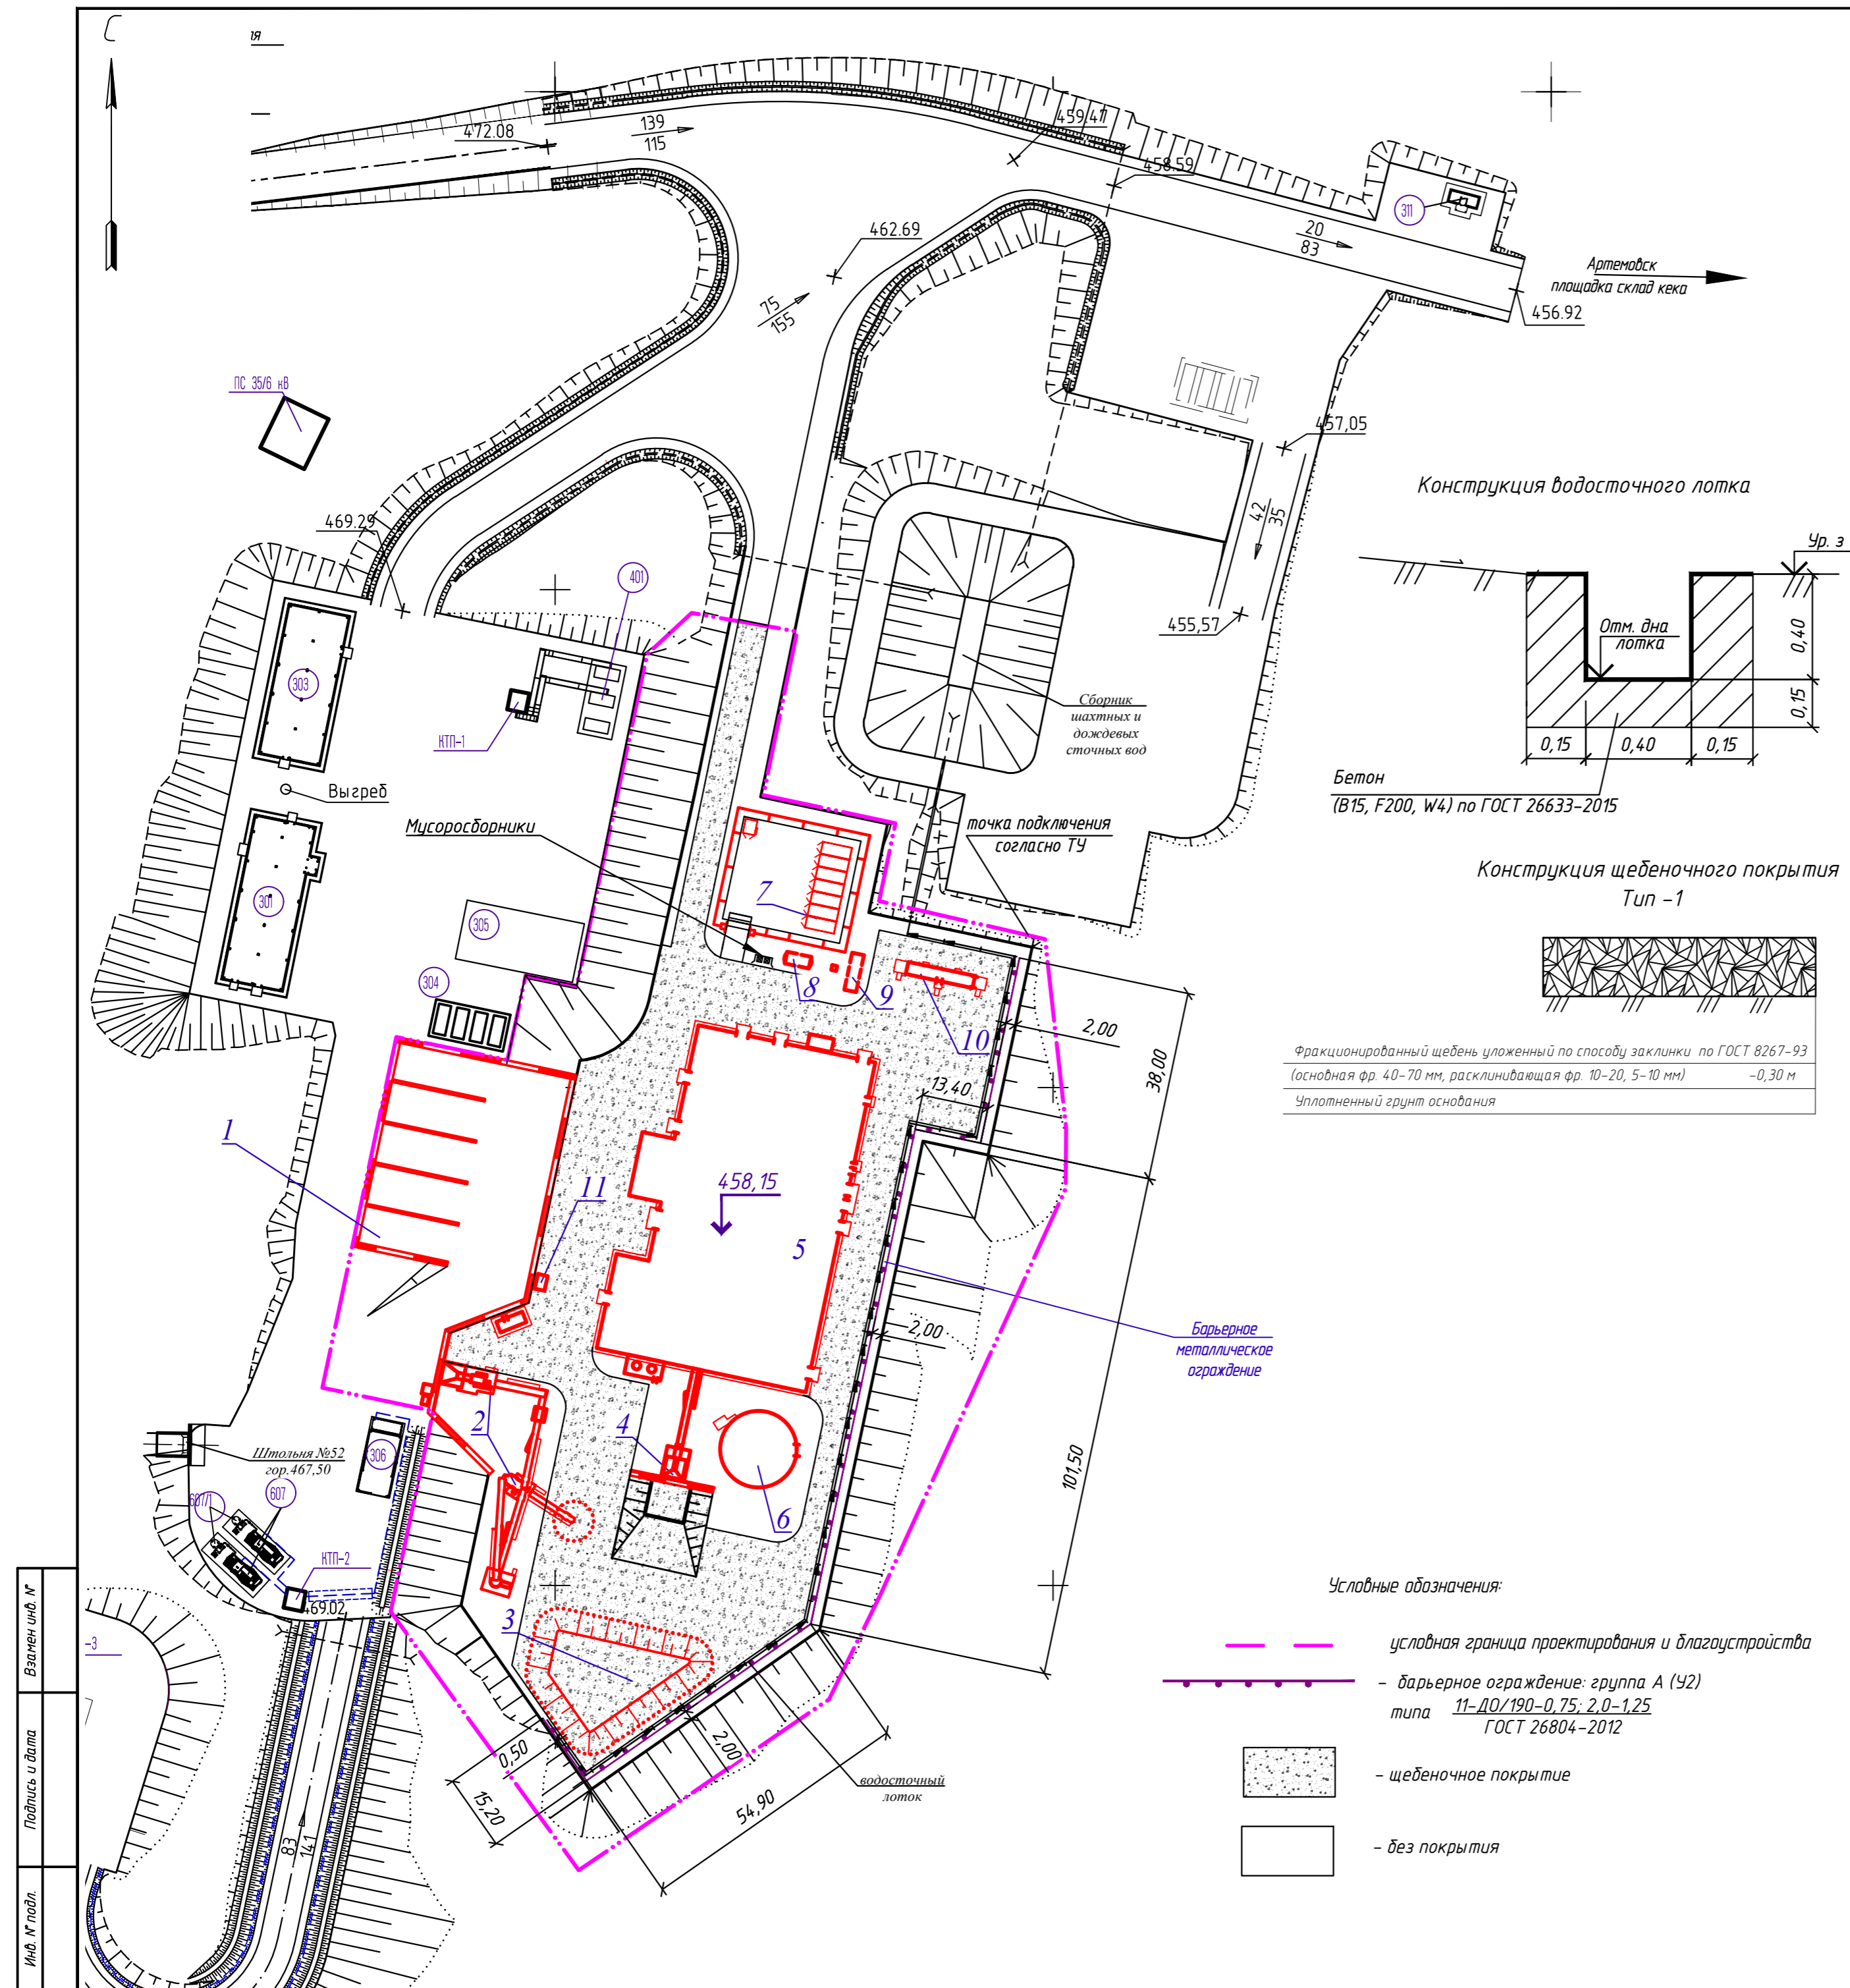 С
ия
472.08
139
115
459.47
458.59
311
462.69
20
83
Артемовск
площадка склад кека
456.92
75
155
ПС 35/6 кВ
457,05
469.29
42
35
Конструкция водосточного лотка
Ур. з
401
455,57
Отм. дна
лотка
0,40
0,15
0,15
0,40
0,15
303
КТП-1
Сборник
шахтных и
дождевых
сточных вод
Бетон
(В15, F200, W4) по ГОСТ 26633-2015
Выгреб
Мусоросборники
точка подключения
согласно ТУ
Конструкция щебеночного покрытия
Тип -1
301
305
7
304
8
9
10
2,00
38,00
13,40
Фракционированный щебень уложенный по способу заклинки по ГОСТ 8267-93
(основная фр. 40-70 мм, расклинивающая фр. 10-20, 5-10 мм) -0,30 м
Уплотненный грунт основания
1
11
458,15
5
2,00
Барьерное
металлическое
ограждение
2
4
6
101,50
Штольня №52
гор.467,50
306
607/1
607
КТП-2
469.02
3
-3
0,50
15,20
2,00
54,90
водосточный
лоток
83
141
Условные обозначения:
условная граница проектирования и благоустройства
- барьерное ограждение: группа А (У2)
типа 11-ДО/190-0,75; 2,0-1,25
ГОСТ 26804-2012
- щебеночное покрытие
- без покрытия
Взамен инв. №
Подпись и дата
Инв. № подл.